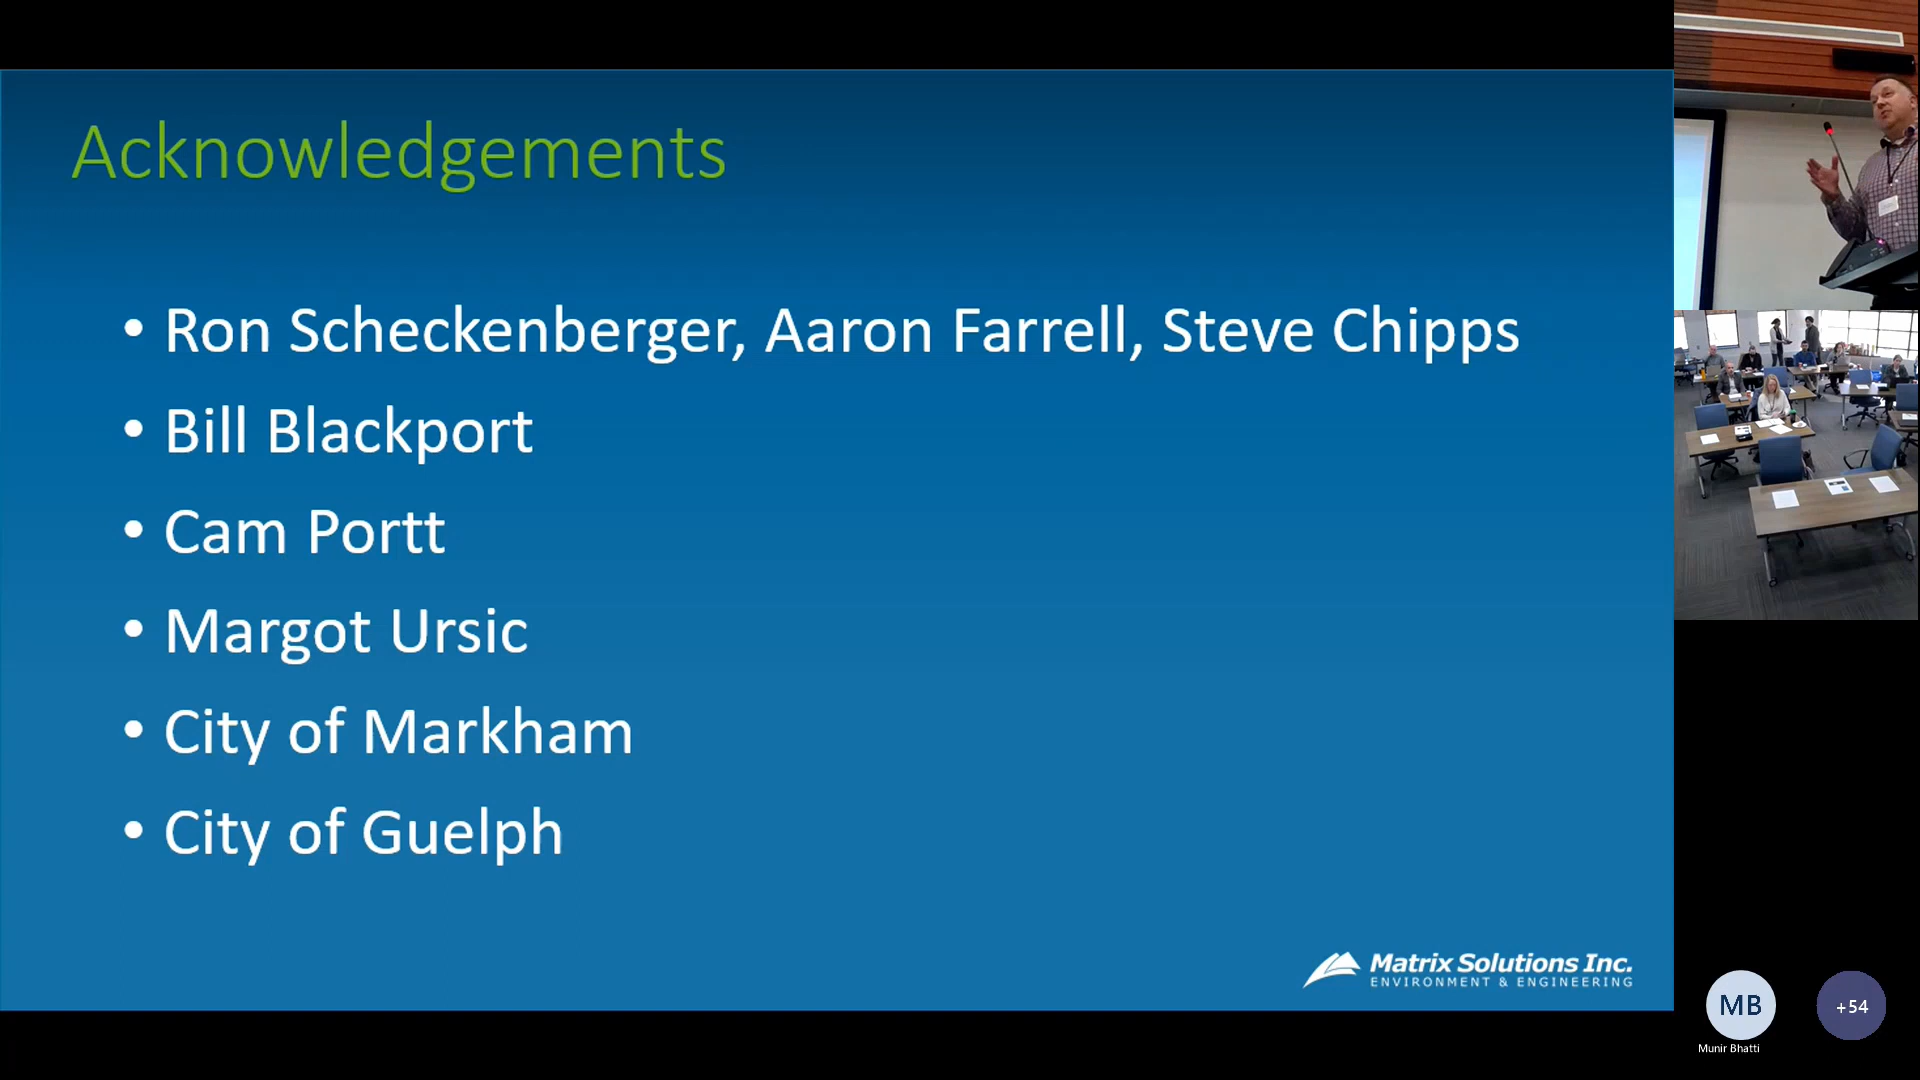 Acknowledgements
• Ron Scheckenberger, Aaron Farrell, Steve Chipps
• Bill Blackport
• Cam Portt
• Margot Ursic
• City of Markham
• City of Guelph
Matrix Solutions Inc.
ENVIRONMENT & ENGINEERING
MB
+54
Munir Bhatti